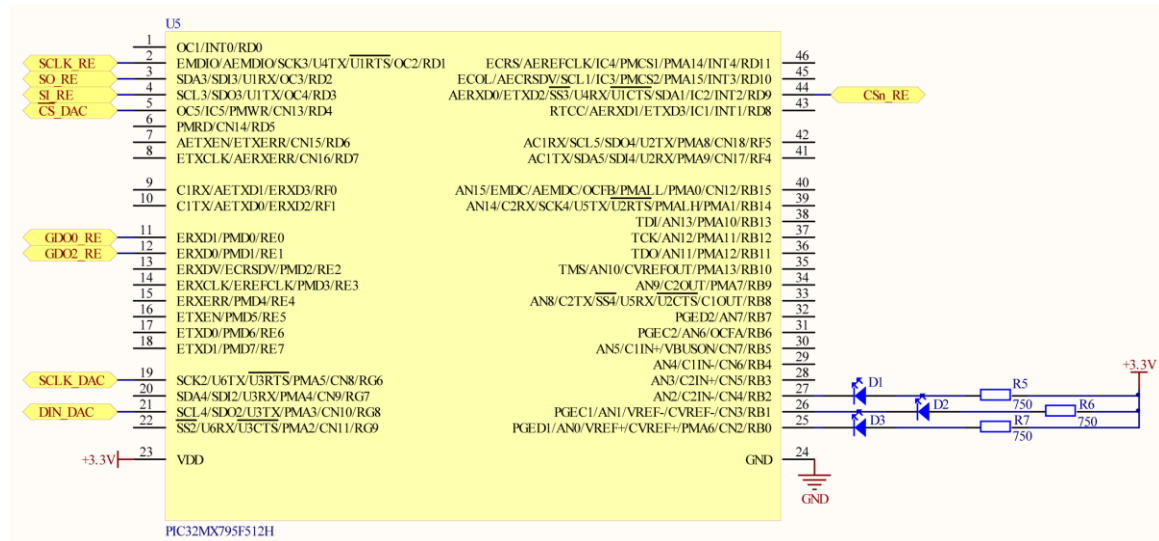 U5
1 OC1/INT0/RD0
SCLK_RE 2 EMDIO/AEMDIO/SCK3/U4TX/U1RTS/OC2/RD1
SO_RE 3 SDA3/SDI3/U1RX/OC3/RD2
SI_RE 4 SCL3/SDO3/U1TX/OC4/RD3
CS_DAC 5 OC5/IC5/PMWR/CN13/RD4
6 PMRD/CN14/RD5
7 AETXEN/ETXERR/CN15/RD6
8 ETXCLK/AERXERR/CN16/RD7
9 C1RX/AETXD1/ERXD3/RF0
10 C1TX/AETXD0/ERXD2/RF1
GDO0_RE 11 ERXD1/PMD0/RE0
GDO2_RE 12 ERXD0/PMD1/RE1
13 ERXDV/ECRSDV/PMD2/RE2
14 ERXCLK/EREFCLK/PMD3/RE3
15 ERXERR/PMD4/RE4
16 ETXEN/PMD5/RE5
17 ETXD0/PMD6/RE6
18 ETXD1/PMD7/RE7
SCLK_DAC 19 SCK2/U6TX/U3RTS/PMA5/CN8/RG6
20 SDA4/SDI2/U3RX/PMA4/CN9/RG7
DIN_DAC 21 SCL4/SDO2/U3TX/PMA3/CN10/RG8
22 SS2/U6RX/U3CTS/PMA2/CN11/RG9
+3.3V 23 VDD
ECRS/AEREFCLK/IC4/PMCS1/PMA14/INT4/RD11 46
ECOL/AECRSDV/SCL1/IC3/PMCS2/PMA15/INT3/RD10 45
AERXD0/ETXD2/SS3/U4RX/U1CTS/SDA1/IC2/INT2/RD9 44 CSn_RE
RTCC/AERXD1/ETXD3/IC1/INT1/RD8 43
AC1RX/SCL5/SDO4/U2TX/PMA8/CN18/RF5 42
AC1TX/SDA5/SDI4/U2RX/PMA9/CN17/RF4 41
AN15/EMDC/AEMDC/OCFB/PMALL/PMA0/CN12/RB15 40
AN14/C2RX/SCK4/U5TX/U2RTS/PMALH/PMA1/RB14 39
TDI/AN13/PMA10/RB13 38
TCK/AN12/PMA11/RB12 37
TDO/AN11/PMA12/RB11 36
TMS/AN10/CVREFOUT/PMA13/RB10 35
AN9/C2OUT/PMA7/RB9 34
AN8/C2TX/SS4/U5RX/U2CTS/C1OUT/RB8 33
PGED2/AN7/RB7 32
PGEC2/AN6/OCFA/RB6 31
AN5/C1IN+/VBUSON/CN7/RB5 30
AN4/C1IN-/CN6/RB4 29
AN3/C2IN+/CN5/RB3 28
+3.3V
AN2/C2IN-/CN4/RB2 27 D1 R5 750
PGEC1/AN1/VREF-/CVREF-/CN3/RB1 26 D2 R6 750
PGED1/AN0/VREF+/CVREF+/PMA6/CN2/RB0 25 D3 R7 750
GND 24
GND
PIC32MX795F512H